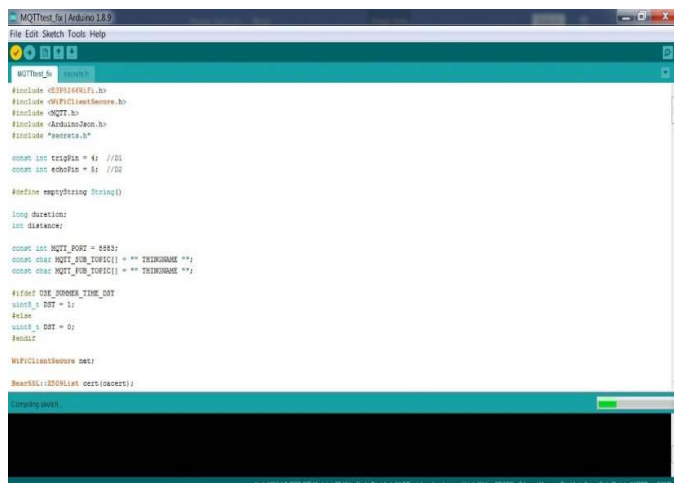 MQTTtest_fix | Arduino 1.8.9
File Edit Sketch Tools Help
MQTTtest_fix secrets.h
#include <ESP8266WiFi.h>
#include <WiFiClientSecure.h>
#include <MQTT.h>
#include <ArduinoJson.h>
#include "secrets.h"
const int trigPin = 4; //D1
const int echoPin = 5; //D2
#define emptyString String()
long duration;
int distance;
const int MQTT_PORT = 8883;
const char MQTT_SUB_TOPIC[] = "" THINGNAME "";
const char MQTT_PUB_TOPIC[] = "" THINGNAME "";
#ifdef USE_SUMMER_TIME_DST
uint8_t DST = 1;
#else
uint8_t DST = 0;
#endif
WiFiClientSecure net;
BearSSL::X509List cert(cacert);
Compiling sketch...